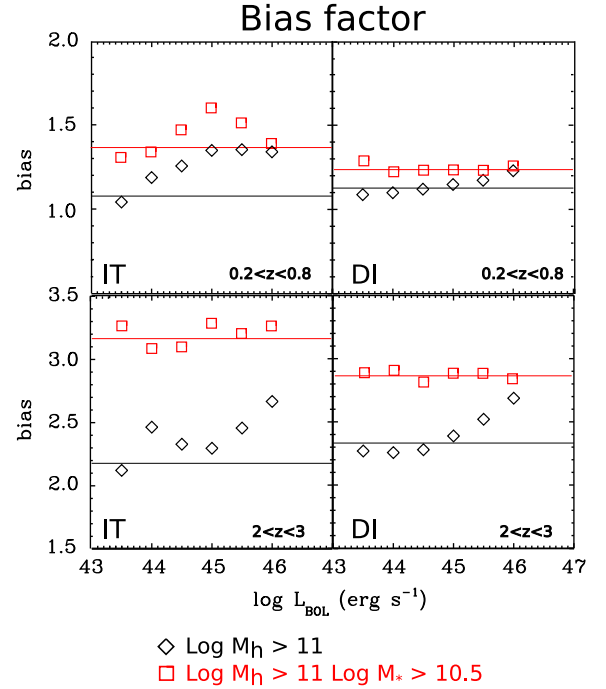 Bias factor
2.0
1.5
1.0
0.5
bias
IT
0.2<z<0.8
DI
0.2<z<0.8
3.5
3.0
2.5
2.0
1.5
bias
IT
2<z<3
DI
2<z<3
43 44 45 46 43 44 45 46 47
log L_BOL (erg s⁻¹)
Log M_h > 11
Log M_h > 11 Log M_* > 10.5